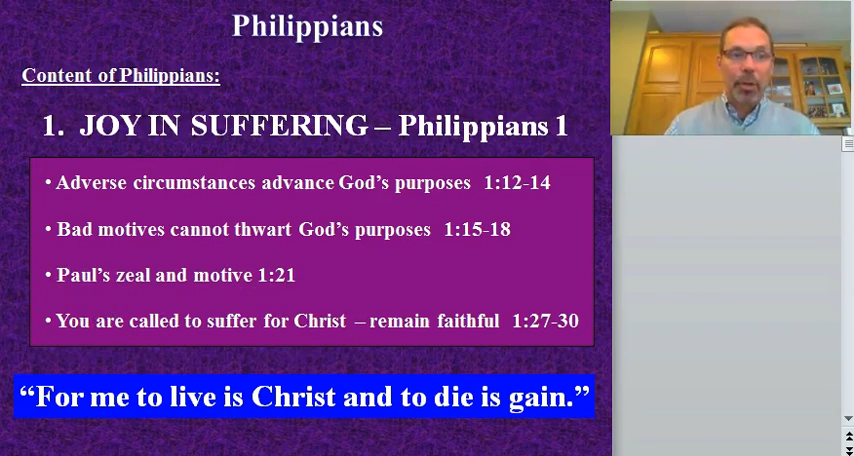 Philippians
Content of Philippians:
1. JOY IN SUFFERING – Philippians 1
• Adverse circumstances advance God’s purposes 1:12-14
• Bad motives cannot thwart God’s purposes 1:15-18
• Paul’s zeal and motive 1:21
• You are called to suffer for Christ – remain faithful 1:27-30
“For me to live is Christ and to die is gain.”